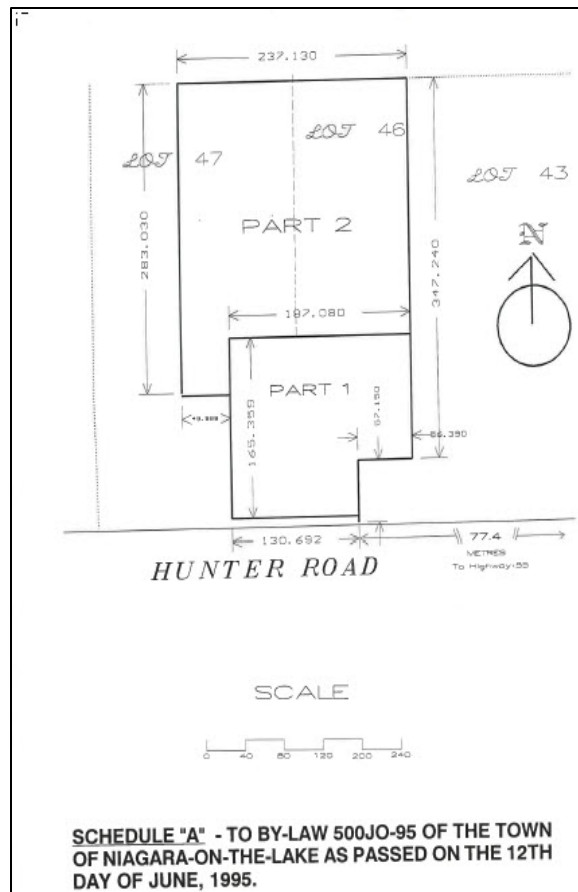 237.130
LOT 46
LOT 47
LOT 43
N
PART 2
283.030
347.240
187.080
PART 1
165.359
57.150
56.390
130.692
77.4
METRES
To Highway 55
HUNTER ROAD
SCALE
0 40 80 120 200 240
SCHEDULE "A" - TO BY-LAW 500JO-95 OF THE TOWN
OF NIAGARA-ON-THE-LAKE AS PASSED ON THE 12TH
DAY OF JUNE, 1995.